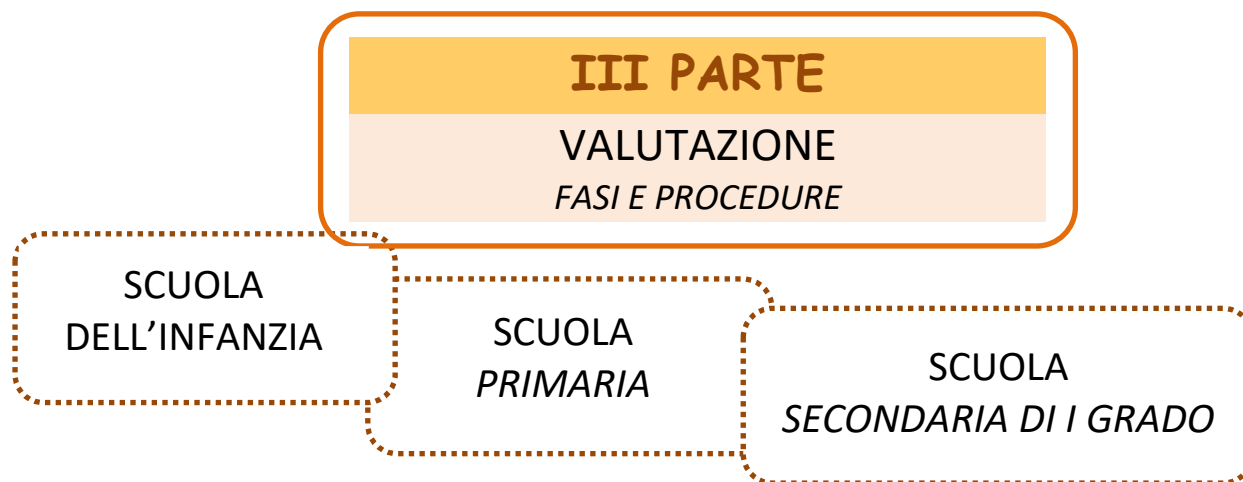 III PARTE
VALUTAZIONE
FASI E PROCEDURE
SCUOLA
DELL’INFANZIA
SCUOLA
PRIMARIA
SCUOLA
SECONDARIA DI I GRADO